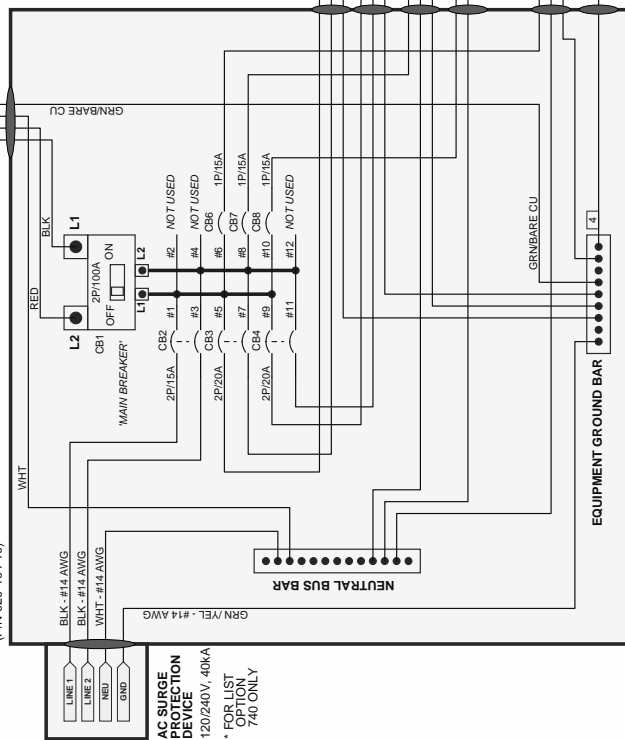 GRN/BARE CU
BLK
RED
WHT
L2
L1
CB1
2P/100A
OFF
ON
'MAIN BREAKER'
L1
L2
CB2
2P/15A
#1
#3
CB3
2P/20A
#5
#7
CB4
2P/20A
#9
#11
#2
NOT USED
#4
NOT USED
#6
CB6
1P/15A
#8
CB7
1P/15A
#10
CB8
1P/15A
#12
NOT USED
GRN/BARE CU
4
EQUIPMENT GROUND BAR
NEUTRAL BUS BAR
BLK - #14 AWG
BLK - #14 AWG
WHT - #14 AWG
GRN / YEL - #14 AWG
LINE 1
LINE 2
NEU
GND
AC SURGE
PROTECTION
DEVICE
120/240V, 40kA
* FOR LIST
OPTION
740 ONLY